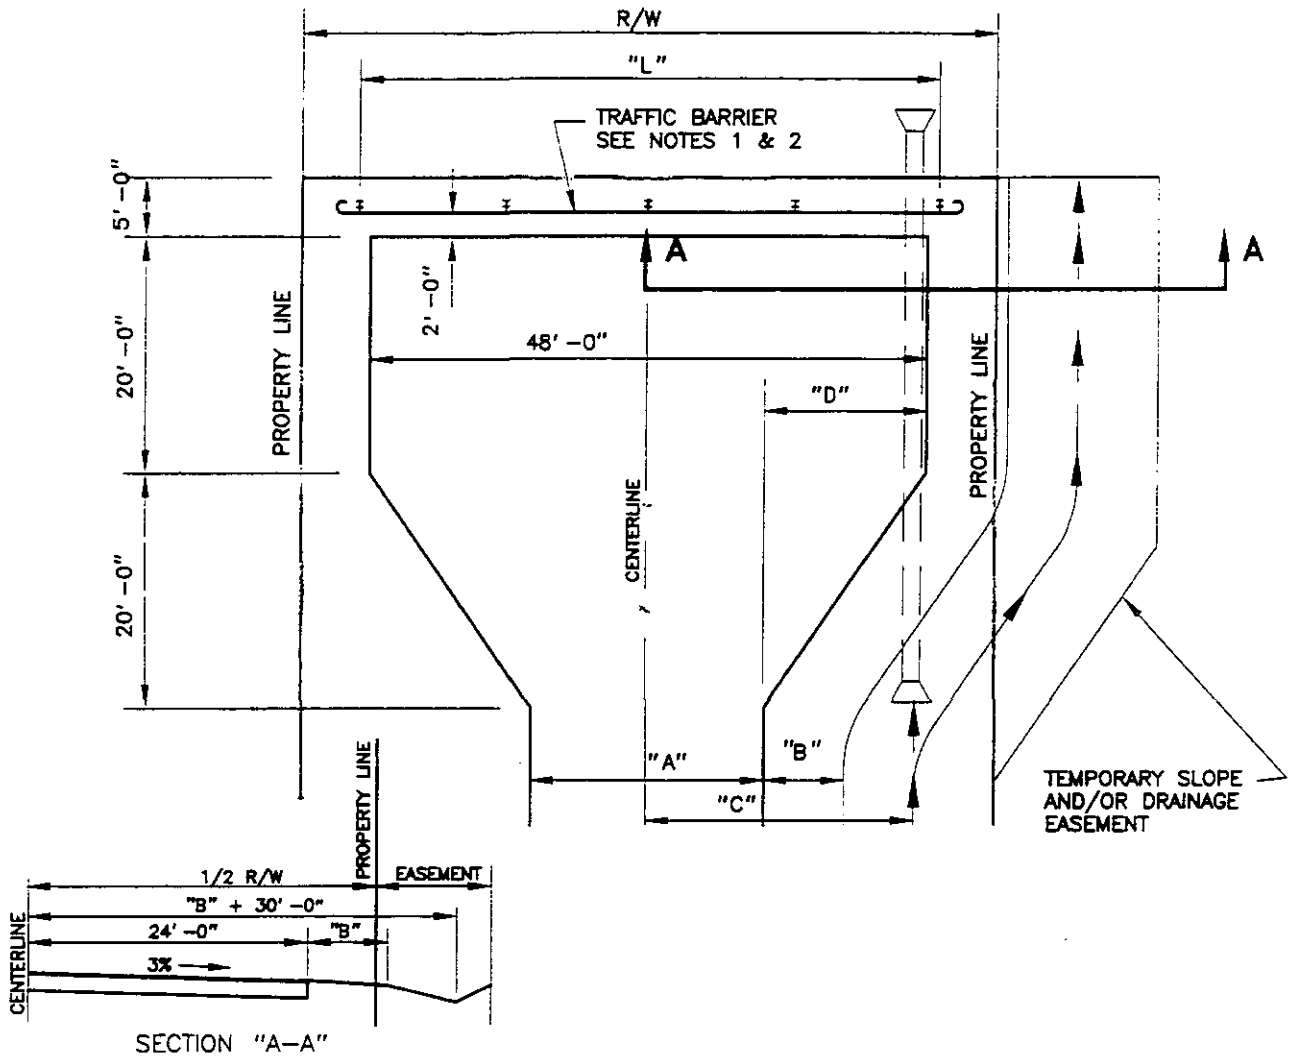 R/W
"L"
TRAFFIC BARRIER
SEE NOTES 1 & 2
5'-0"
A
A
2'-0"
PROPERTY LINE
20'-0"
48'-0"
"D"
PROPERTY LINE
CENTERLINE
20'-0"
"A"
"B"
"C"
TEMPORARY SLOPE
AND/OR DRAINAGE
EASEMENT
PROPERTY LINE
1/2 R/W
EASEMENT
"B" + 30'-0"
24'-0"
"B"
3%
CENTERLINE
SECTION "A-A"